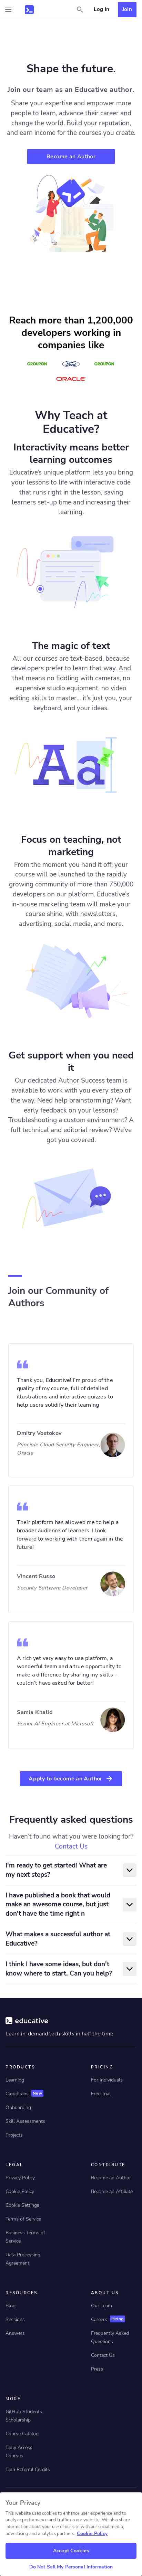 Log In
Join
Shape the future.
Join our team as an Educative author.
Share your expertise and empower more
people to learn, advance their career and
change the world. Build your reputation,
and earn income for the courses you create.
Become an Author
Reach more than 1,200,000
developers working in
companies like
GROUPON
Ford
GROUPON
ORACLE
Why Teach at
Educative?
Interactivity means better
learning outcomes
Educative's unique platform lets you bring
your lessons to life with interactive code
that runs right in the lesson, saving
learners set-up time and increasing their
learning.
The magic of text
All our courses are text-based, because
developers prefer to learn that way. And
that means no fiddling with cameras, no
expensive studio equipment, no video
editing skills to master... it's just you, your
keyboard, and your ideas.
Aa
Focus on teaching, not
marketing
From the moment you hand it off, your
course will be launched to the rapidly
growing community of more than 750,000
developers on our platform. Educative's
in-house marketing team will make your
course shine, with newsletters,
advertising, social media, and more.
Get support when you need
it
Our dedicated Author Success team is
available to work with you every step of
the way. Need help brainstorming? Want
early feedback on your lessons?
Troubleshooting a custom environment? A
full technical and editorial review? We've
got you covered.
Join our Community of
Authors
Thank you, Educative! I'm proud of the
quality of my course, full of detailed
illustrations and interactive quizzes to
help users solidify their learning
Dmitry Vostokov
Principle Cloud Security Engineer,
Oracle
Their platform has allowed me to help a
broader audience of learners. I look
forward to working with them again in the
future!
Vincent Russo
Security Software Developer
A rich yet very easy to use platform, a
wonderful team and a true opportunity to
make a difference by sharing my skills -
couldn't have asked for better!
Samia Khalid
Senior AI Engineer at Microsoft
Apply to become an Author
Frequently asked questions
Haven't found what you were looking for?
Contact Us
I'm ready to get started! What are
my next steps?
I have published a book that would
make an awesome course, but just
don't have the time right n
What makes a successful author at
Educative?
I think I have some ideas, but don't
know where to start. Can you help?
educative
Learn in-demand tech skills in half the time
PRODUCTS
Learning
CloudLabs New
Onboarding
Skill Assessments
Projects
PRICING
For Individuals
Free Trial
LEGAL
Privacy Policy
Cookie Policy
Cookie Settings
Terms of Service
Business Terms of
Service
Data Processing
Agreement
CONTRIBUTE
Become an Author
Become an Affiliate
RESOURCES
Blog
Sessions
Answers
ABOUT US
Our Team
Careers Hiring
Frequently Asked
Questions
Contact Us
Press
MORE
GitHub Students
Scholarship
Course Catalog
Early Access
Courses
Earn Referral Credits
Your Privacy
This website uses cookies to enhance user experience and to
analyze performance and traffic on our website. We also share
information about your use of our site with our social media,
advertising and analytics partners. Cookie Policy
Accept Cookies
Do Not Sell My Personal Information